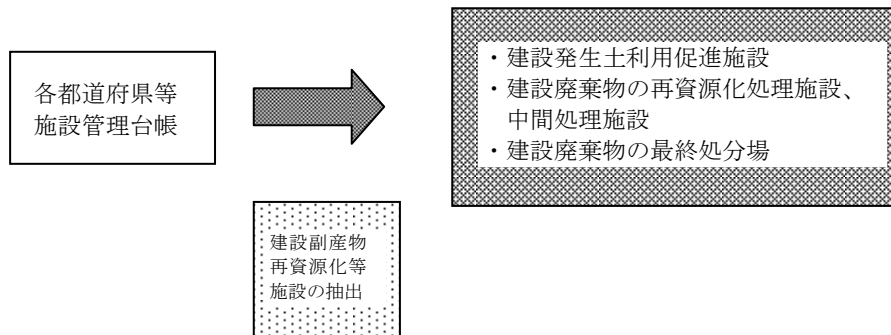 各都道府県等
施設管理台帳
・建設発生土利用促進施設
・建設廃棄物の再資源化処理施設、
中間処理施設
・建設廃棄物の最終処分場
建設副産物
再資源化等
施設の抽出